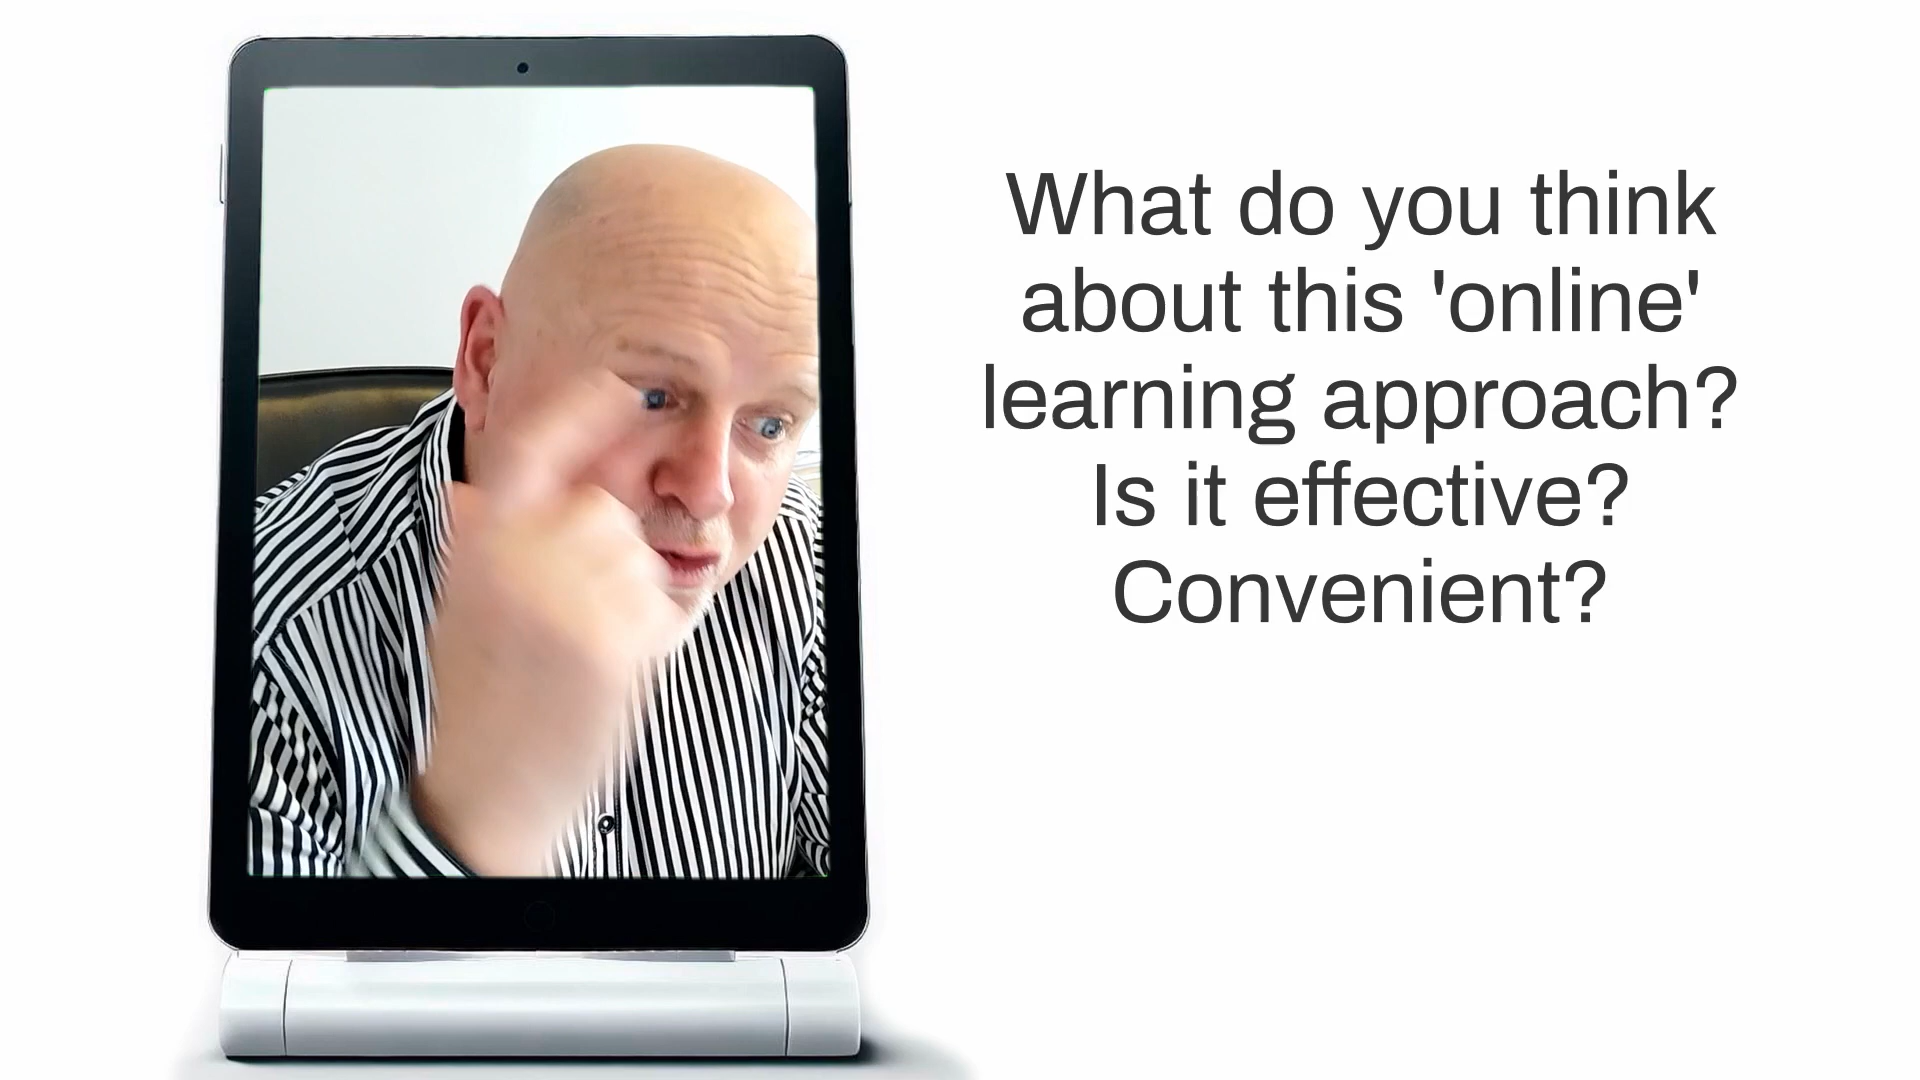 What do you think
about this 'online'
learning approach?
Is it effective?
Convenient?